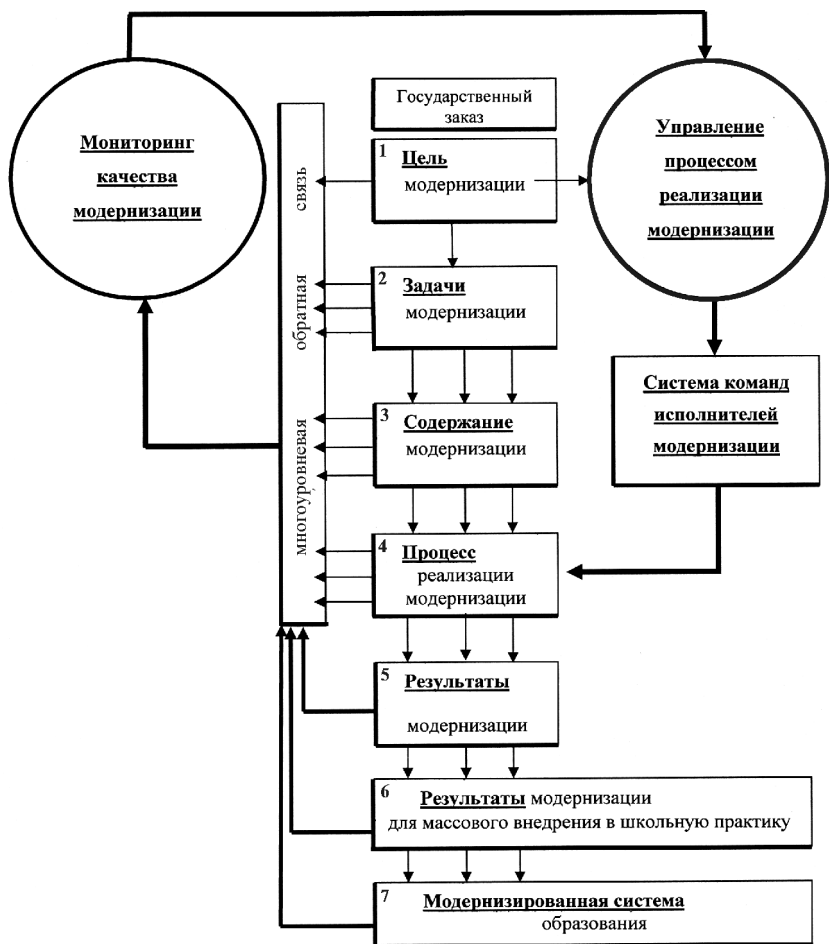 Государственный
заказ
Мониторинг
качества
модернизации
Управление
процессом
реализации
модернизации
1 Цель
модернизации
2 Задачи
модернизации
3 Содержание
модернизации
4 Процесс
реализации
модернизации
5 Результаты
модернизации
6 Результаты модернизации
для массового внедрения в школьную практику
7 Модернизированная система
образования
многоуровневая обратная связь
Система команд
исполнителей
модернизации